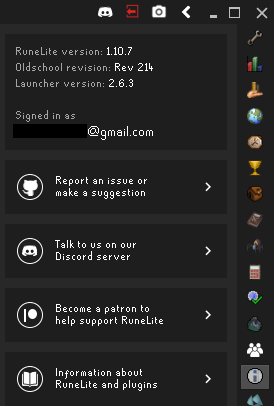 RuneLite version: 1.10.7
Oldschool revision: Rev 214
Launcher version: 2.6.3
Signed in as
@gmail.com
Report an issue or
make a suggestion
Talk to us on our
Discord server
Become a patron to
help support RuneLite
Information about
RuneLite and plugins